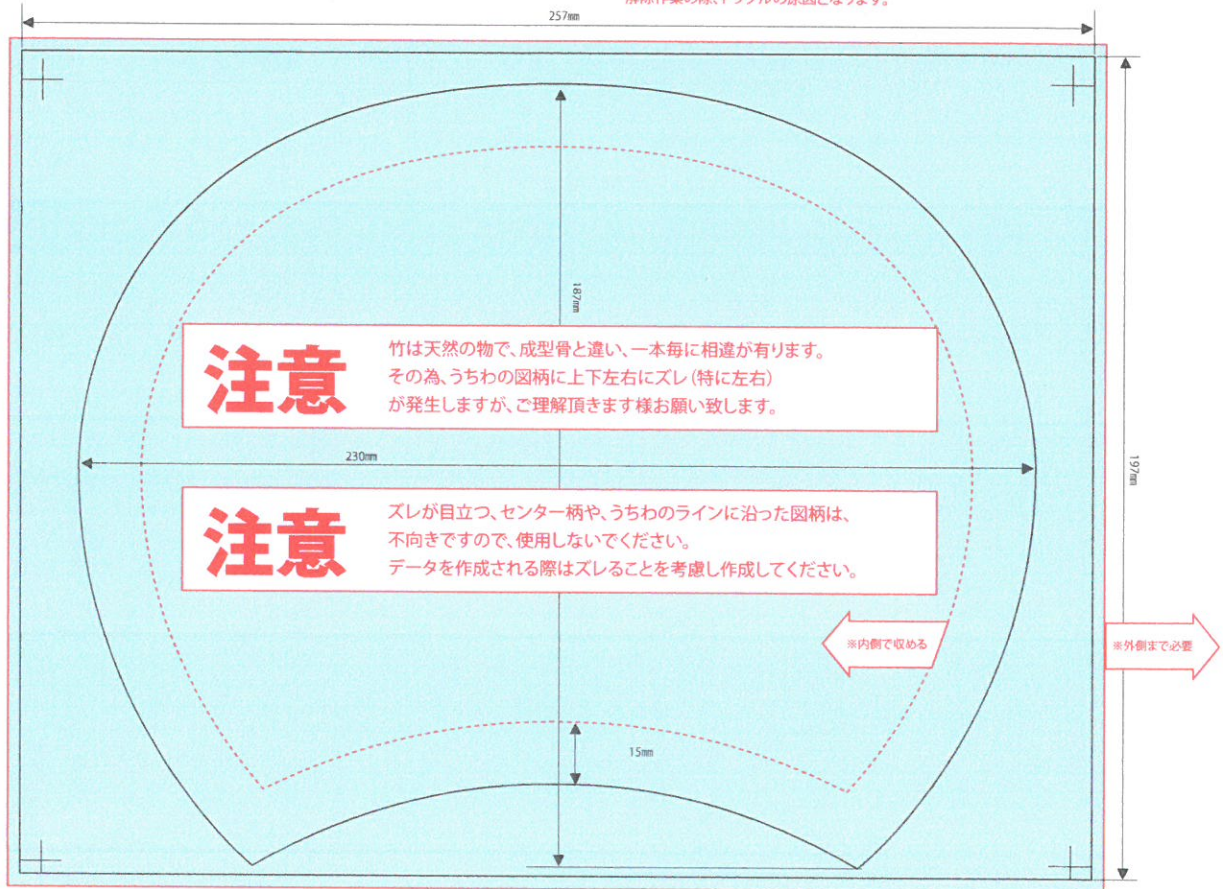 257mm
187mm
注意
竹は天然の物で、成型骨と違い、一本毎に相違が有ります。
その為、うちわの図柄に上下左右にズレ(特に左右)
が発生しますが、ご理解頂きます様お願い致します。
230mm
197mm
注意
ズレが目立つ、センター柄や、うちわのラインに沿った図柄は、
不向きですので、使用しないでください。
データを作成される際はズレることを考慮し作成してください。
※内側で収める
※外側まで必要
15mm